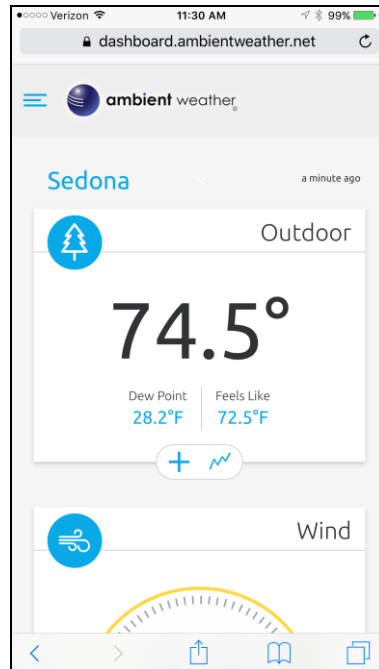 Verizon 11:30 AM 99%
dashboard.ambientweather.net
ambient weather
Sedona a minute ago
Outdoor
74.5°
Dew Point Feels Like
28.2°F 72.5°F
Wind